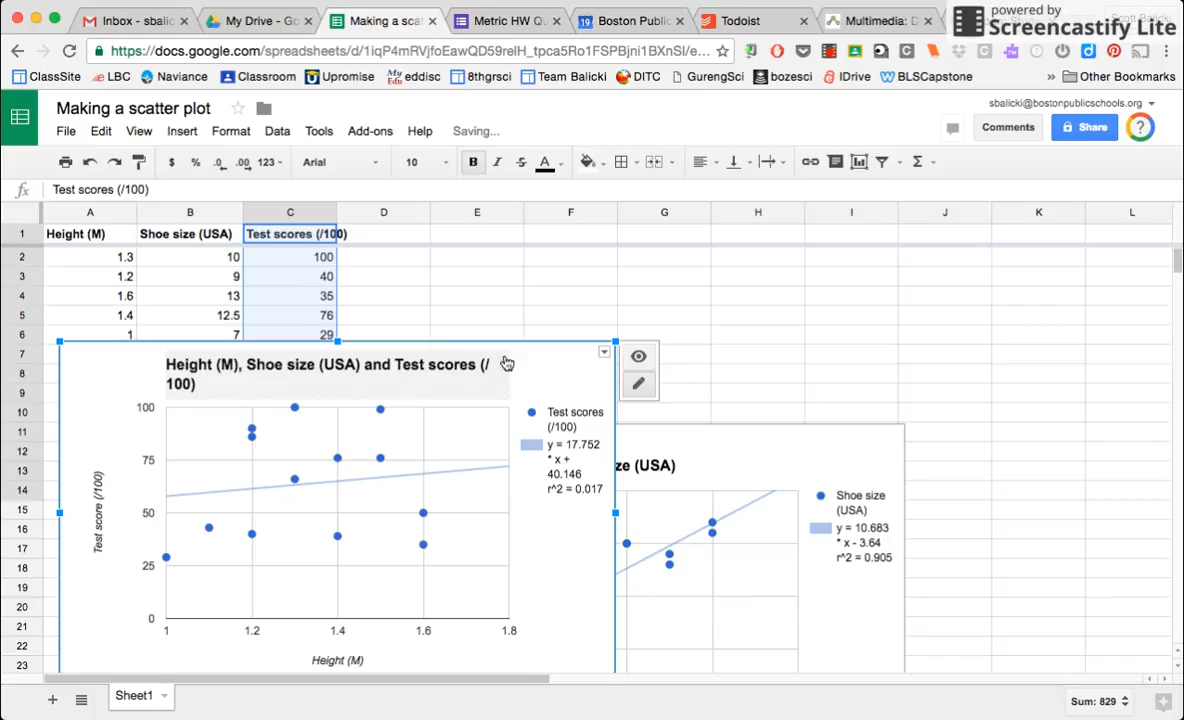 Inbox - sbalic
My Drive - Go
Making a scat
Metric HW Qu
Boston Public
Todoist
Multimedia: D
powered by
Screencastify Lite
https://docs.google.com/spreadsheets/d/1iqP4mRVjfoEawQD59relH_tpca5Ro1FSPBjni1BXnSI/e...
ClassSite
LBC
Naviance
Classroom
Upromise
My Edu
eddisc
8thgrsci
Team Balicki
DITC
GurengSci
bozesci
IDrive
BLSCapstone
»
Other Bookmarks
Making a scatter plot
sbalicki@bostonpublicschools.org
File Edit View Insert Format Data Tools Add-ons Help Saving...
Comments
Share
?
$ % .0 .00 123 Arial 10 B I S A Σ
fx Test scores (/100)
A B C D E F G H I J K L
1 Height (M) Shoe size (USA) Test scores (/100)
2 1.3 10 100
3 1.2 9 40
4 1.6 13 35
5 1.4 12.5 76
6 1 7 29
7
8
9
10
11
12
13
14
15
16
17
18
19
20
21
22
23
Height (M), Shoe size (USA) and Test scores (/
100)
100
75
50
25
0
1 1.2 1.4 1.6 1.8
Test score (/100)
Height (M)
Test scores
(/100)
y = 17.752
* x +
40.146
r^2 = 0.017
ze (USA)
Shoe size
(USA)
y = 10.683
* x - 3.64
r^2 = 0.905
Sheet1
Sum: 829